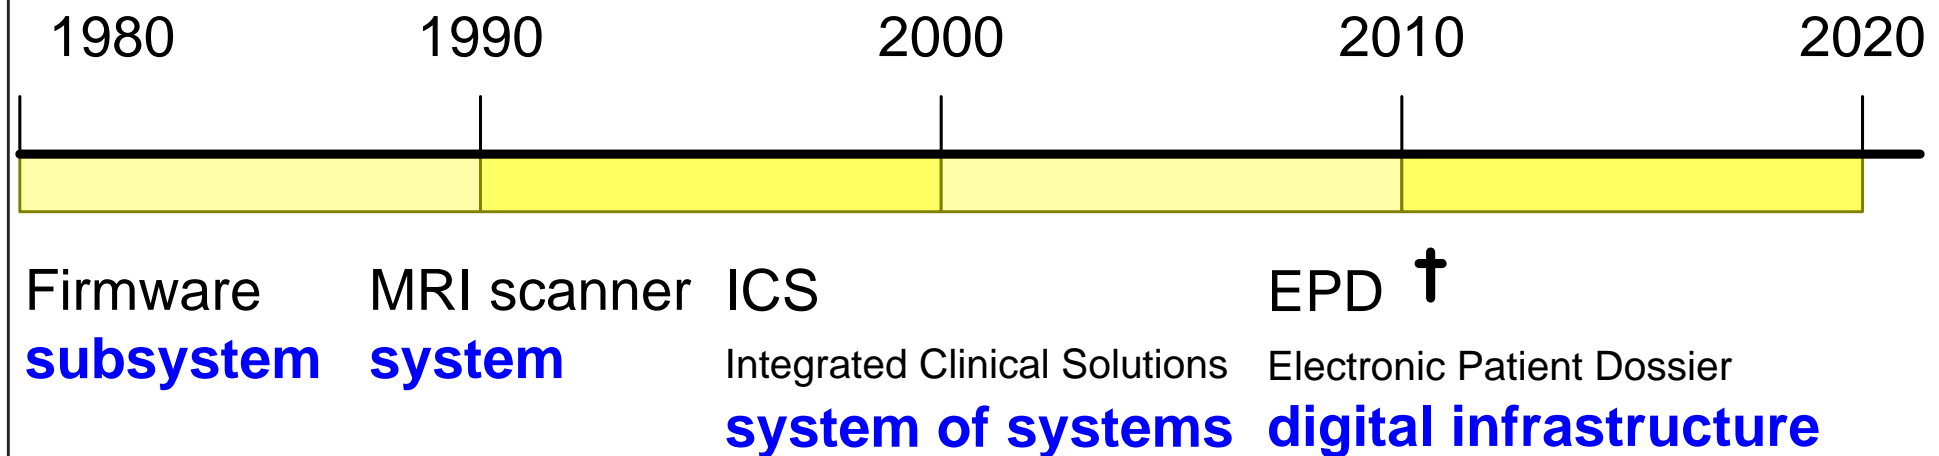 1980 1990 2000 2010 2020
Firmware MRI scanner ICS EPD †
subsystem system Integrated Clinical Solutions Electronic Patient Dossier
system of systems digital infrastructure